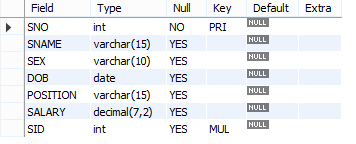 Field Type Null Key Default Extra
SNO int NO PRI NULL
SNAME varchar(15) YES NULL
SEX varchar(10) YES NULL
DOB date YES NULL
POSITION varchar(15) YES NULL
SALARY decimal(7,2) YES NULL
SID int YES MUL NULL